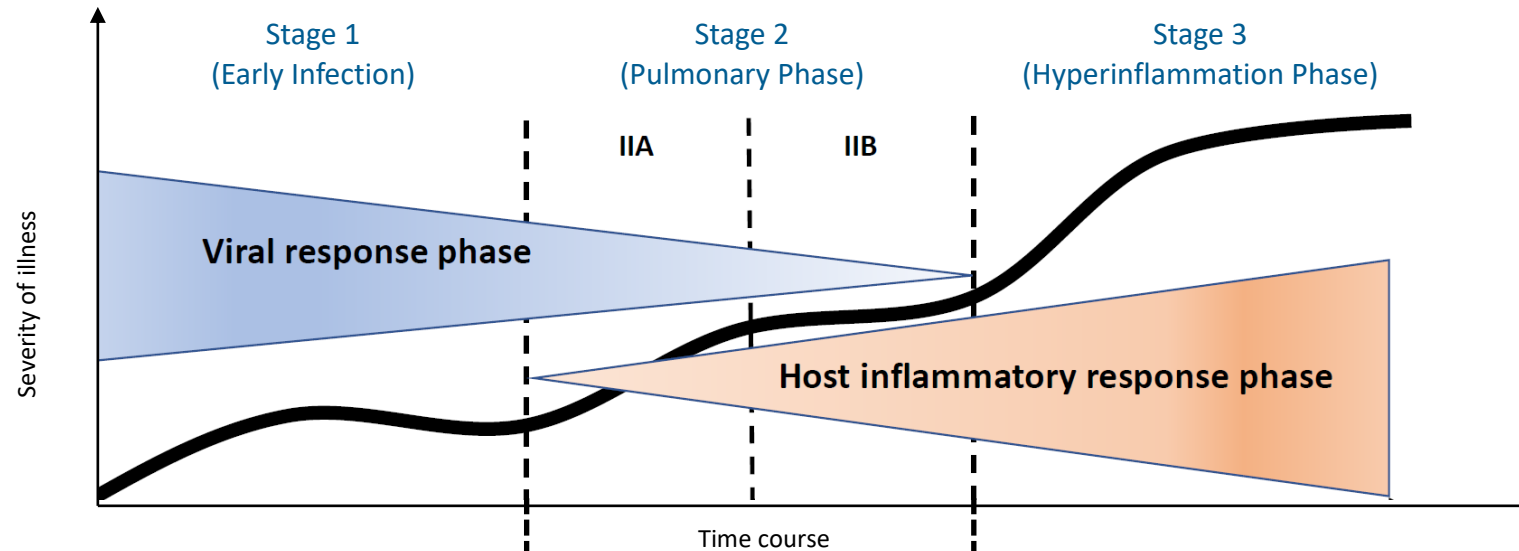 Stage 1
(Early Infection)
Stage 2
(Pulmonary Phase)
Stage 3
(Hyperinflammation Phase)
IIA
IIB
Severity of illness
Viral response phase
Host inflammatory response phase
Time course